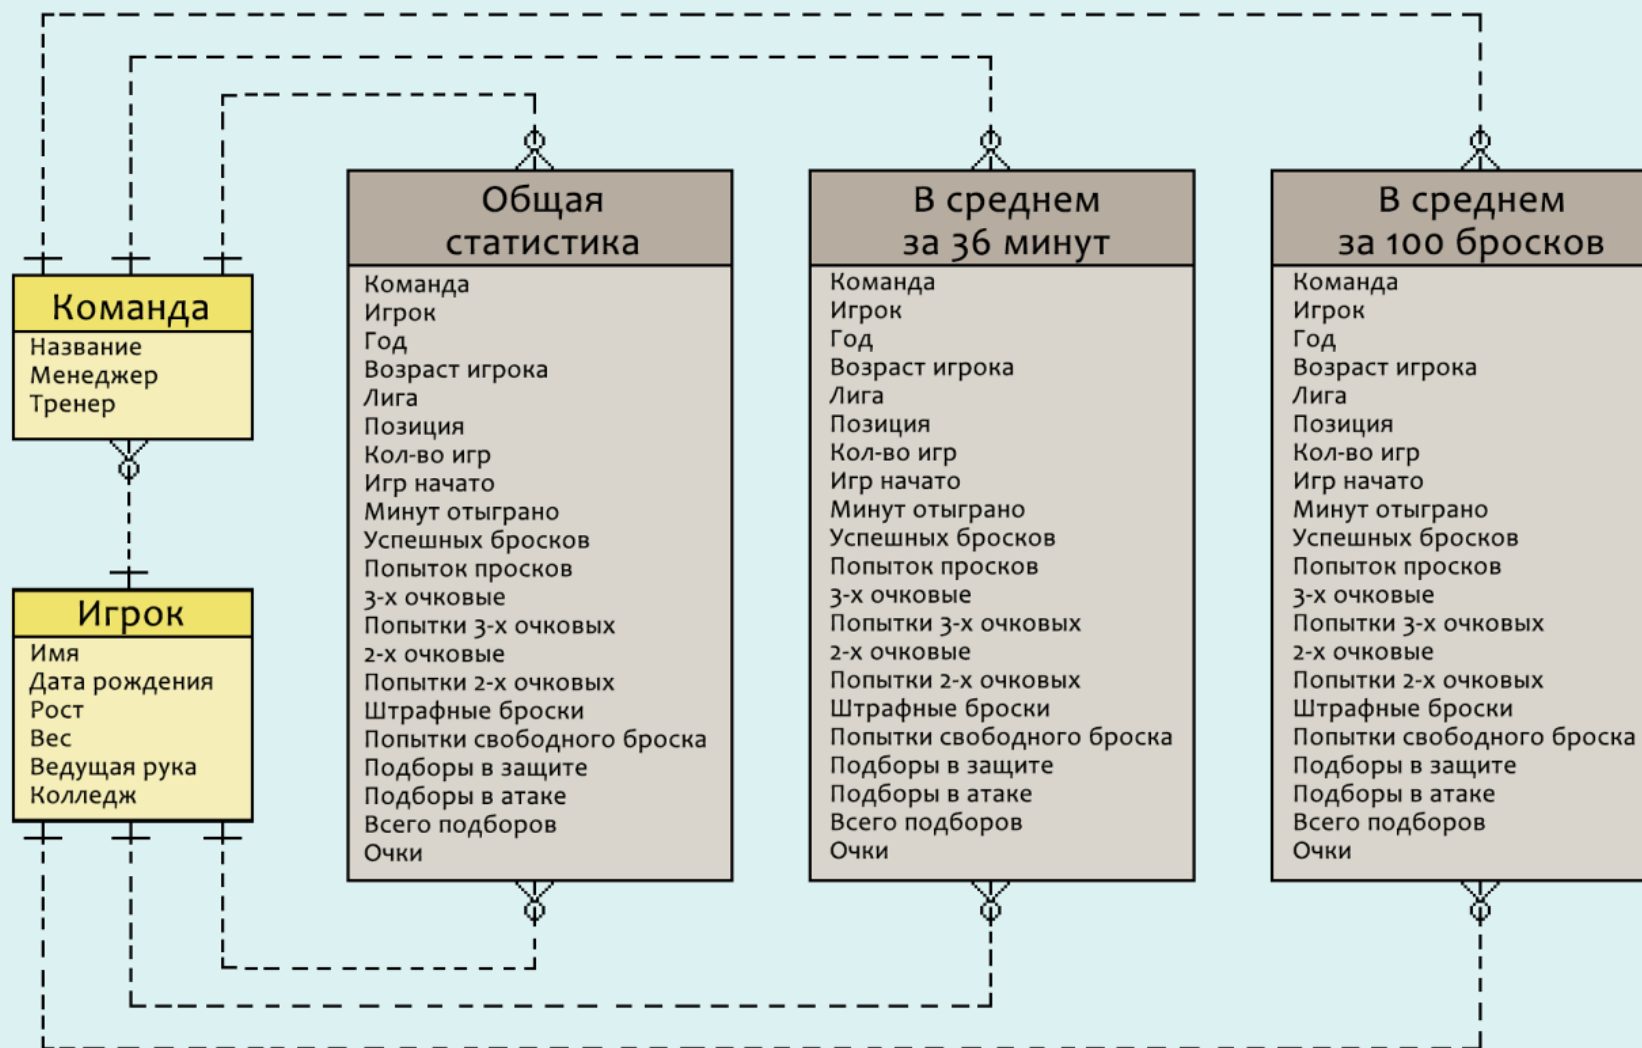 Команда
Название
Менеджер
Тренер
Игрок
Имя
Дата рождения
Рост
Вес
Ведущая рука
Колледж
Общая
статистика
Команда
Игрок
Год
Возраст игрока
Лига
Позиция
Кол-во игр
Игр начато
Минут отыграно
Успешных бросков
Попыток просков
3-х очковые
Попытки 3-х очковых
2-х очковые
Попытки 2-х очковых
Штрафные броски
Попытки свободного броска
Подборы в защите
Подборы в атаке
Всего подборов
Очки
В среднем
за 36 минут
Команда
Игрок
Год
Возраст игрока
Лига
Позиция
Кол-во игр
Игр начато
Минут отыграно
Успешных бросков
Попыток просков
3-х очковые
Попытки 3-х очковых
2-х очковые
Попытки 2-х очковых
Штрафные броски
Попытки свободного броска
Подборы в защите
Подборы в атаке
Всего подборов
Очки
В среднем
за 100 бросков
Команда
Игрок
Год
Возраст игрока
Лига
Позиция
Кол-во игр
Игр начато
Минут отыграно
Успешных бросков
Попыток просков
3-х очковые
Попытки 3-х очковых
2-х очковые
Попытки 2-х очковых
Штрафные броски
Попытки свободного броска
Подборы в защите
Подборы в атаке
Всего подборов
Очки